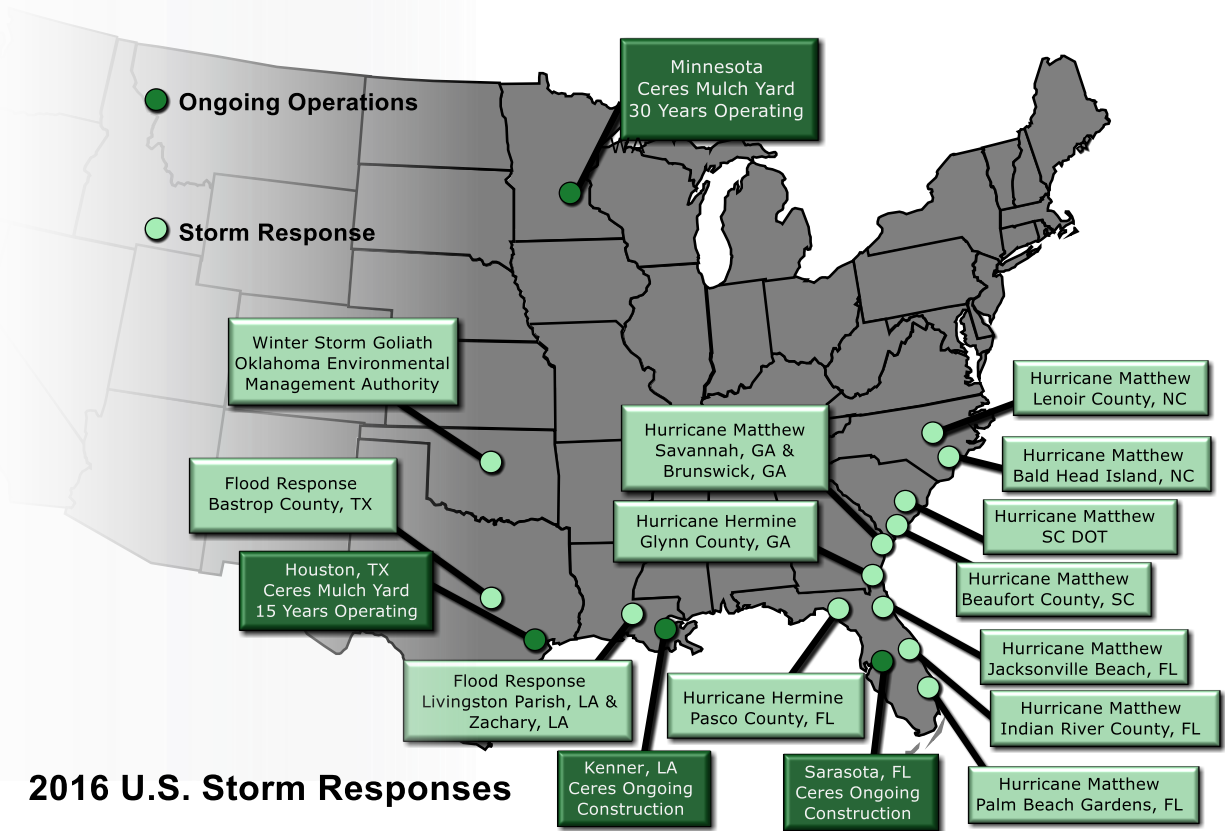 Minnesota
Ceres Mulch Yard
30 Years Operating
Ongoing Operations
WA
Storm Response
Winter Storm Goliath
Oklahoma Environmental
Management Authority
Hurricane Matthew
Lenoir County, NC
Hurricane Matthew
Savannah, GA &
Brunswick, GA
Hurricane Matthew
Bald Head Island, NC
Flood Response
Bastrop County, TX
Hurricane Hermine
Glynn County, GA
Hurricane Matthew
SC DOT
Houston, TX
Ceres Mulch Yard
15 Years Operating
Hurricane Matthew
Beaufort County, SC
Hurricane Matthew
Jacksonville Beach, FL
Flood Response
Livingston Parish, LA &
Zachary, LA
Hurricane Hermine
Pasco County, FL
Hurricane Matthew
Indian River County, FL
Kenner, LA
Ceres Ongoing
Construction
Sarasota, FL
Ceres Ongoing
Construction
Hurricane Matthew
Palm Beach Gardens, FL
2016 U.S. Storm Responses